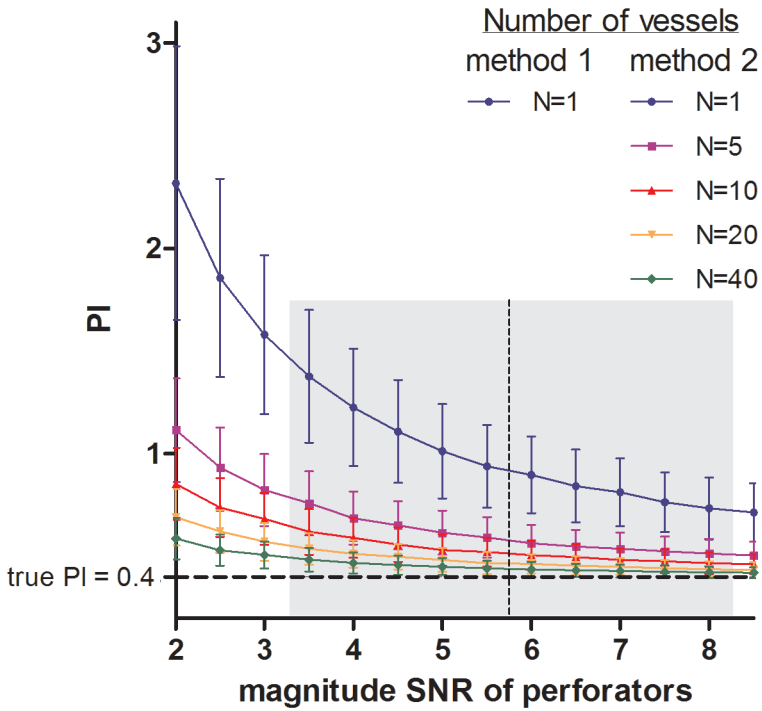 Number of vessels
method 1 method 2
N=1 N=1
N=5
N=10
N=20
N=40
3
2
1
PI
true PI = 0.4
2 3 4 5 6 7 8
magnitude SNR of perforators